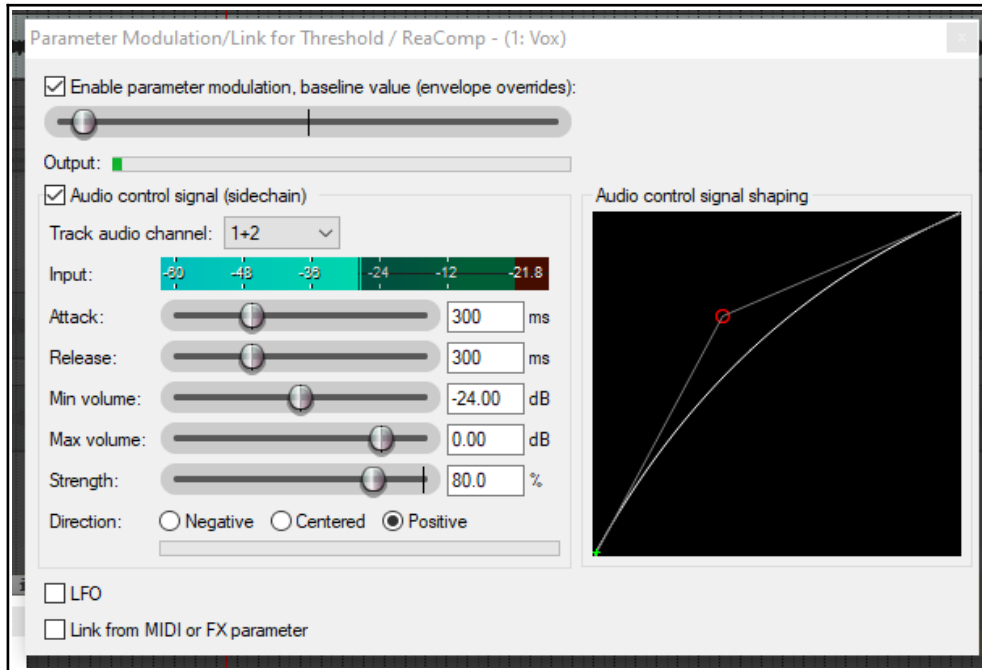 Parameter Modulation/Link for Threshold / ReaComp - (1: Vox)
x
Enable parameter modulation, baseline value (envelope overrides):
Output:
Audio control signal (sidechain)
Audio control signal shaping
Track audio channel: 1+2
Input: -60 -48 -36 -24 -12 -21.8
Attack: 300 ms
Release: 300 ms
Min volume: -24.00 dB
Max volume: 0.00 dB
Strength: 80.0 %
Direction: Negative Centered Positive
LFO
Link from MIDI or FX parameter